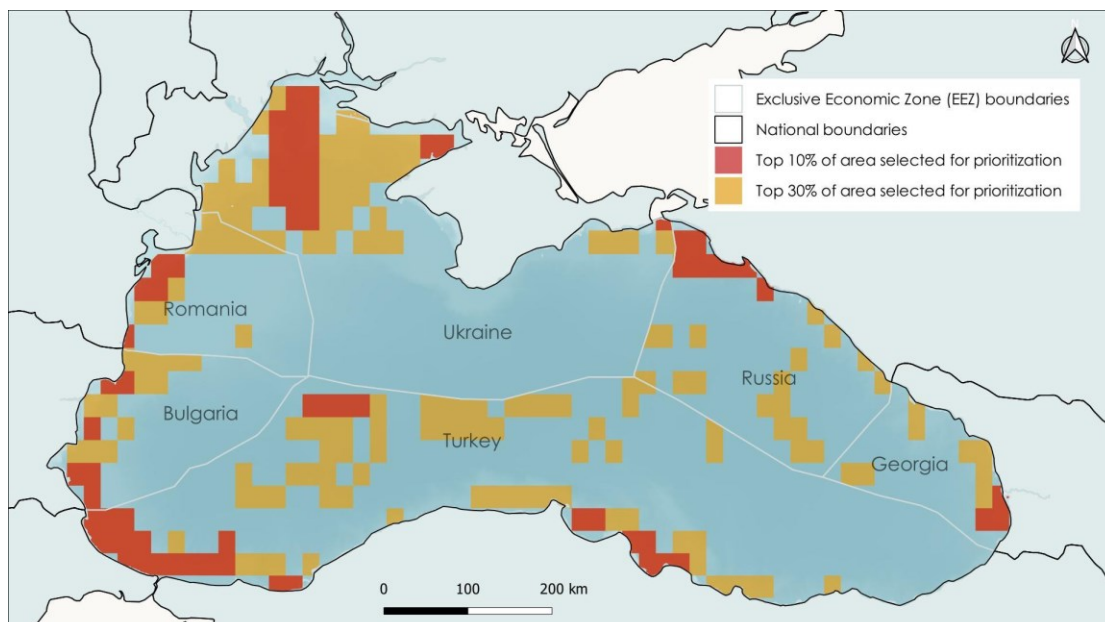 N
Exclusive Economic Zone (EEZ) boundaries
National boundaries
Top 10% of area selected for prioritization
Top 30% of area selected for prioritization
Romania
Ukraine
Russia
Bulgaria
Turkey
Georgia
0 100 200 km